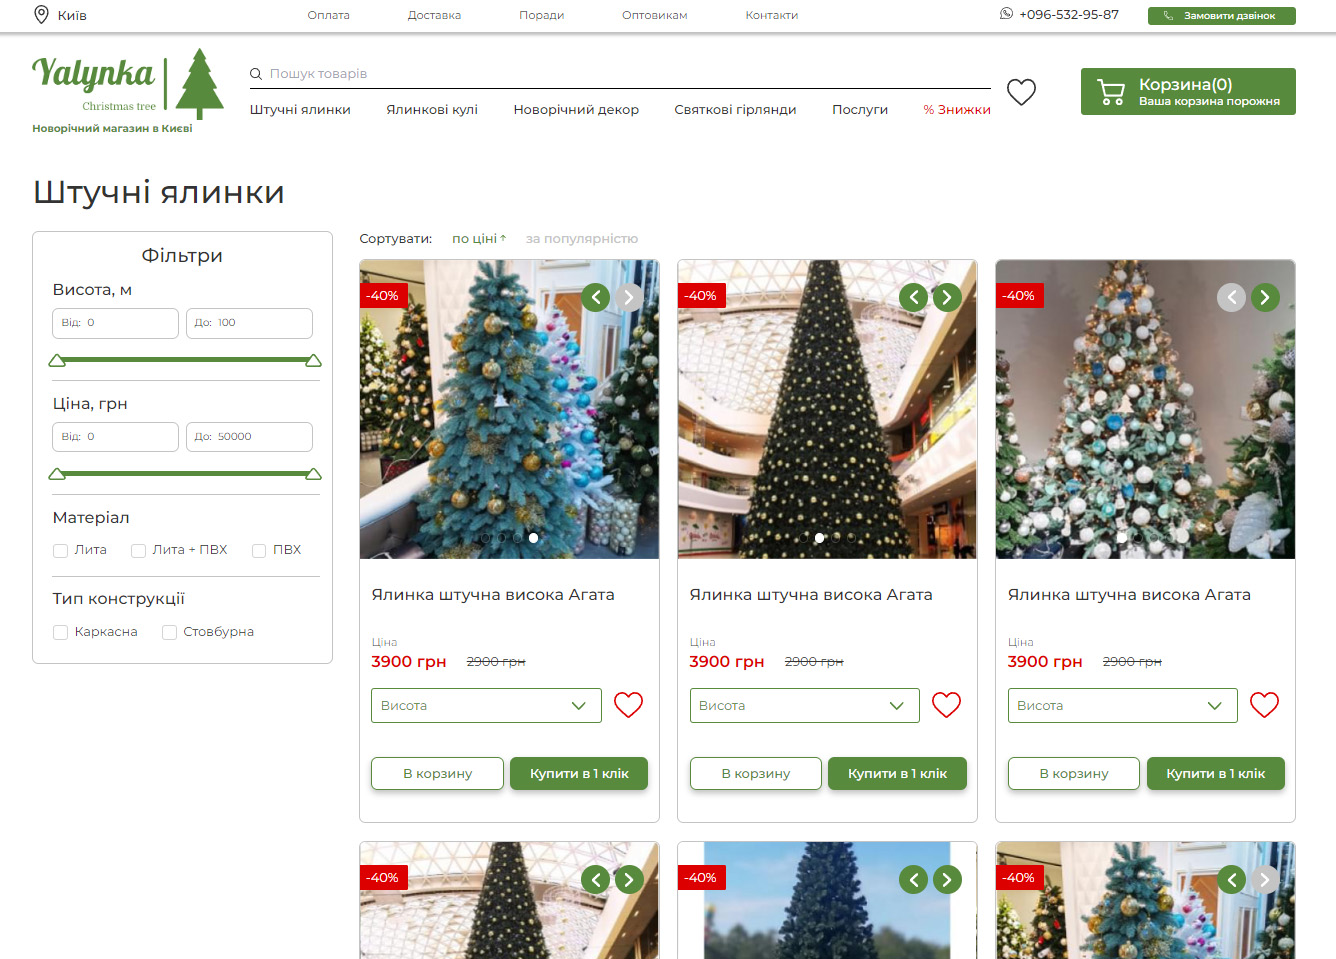 Київ
Оплата
Доставка
Поради
Оптовикам
Контакти
+096-532-95-87
Замовити дзвінок
Yalynka
Christmas tree
Новорічний магазин в Києві
Пошук товарів
Штучні ялинки
Ялинкові кулі
Новорічний декор
Святкові гірлянди
Послуги
% Знижки
Корзина(0)
Ваша корзина порожня
Штучні ялинки
Фільтри
Висота, м
Від: 0
До: 100
Ціна, грн
Від: 0
До: 50000
Матеріал
Лита
Лита + ПВХ
ПВХ
Тип конструкції
Каркасна
Стовбурна
Сортувати:
по ціні↑
за популярністю
-40%
Ялинка штучна висока Агата
Ціна
3900 грн
2900 грн
Висота
В корзину
Купити в 1 клік
-40%
Ялинка штучна висока Агата
Ціна
3900 грн
2900 грн
Висота
В корзину
Купити в 1 клік
-40%
Ялинка штучна висока Агата
Ціна
3900 грн
2900 грн
Висота
В корзину
Купити в 1 клік
-40%
-40%
-40%